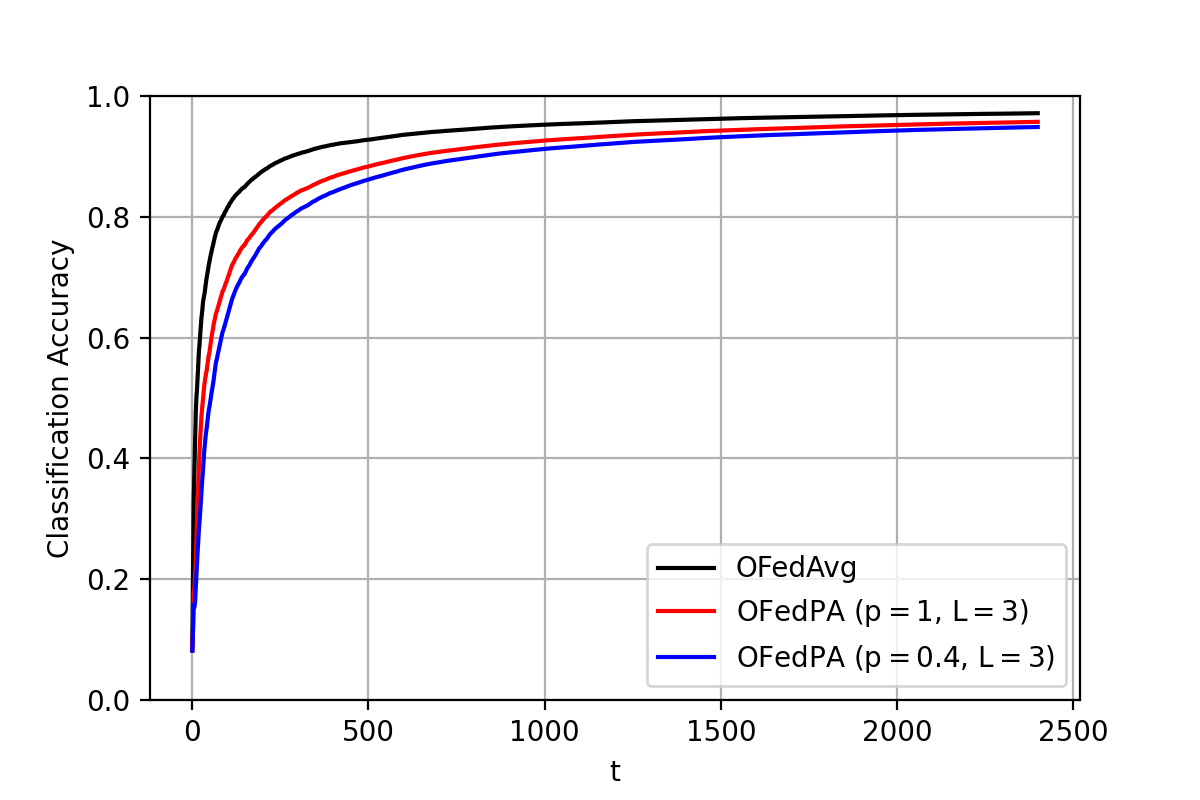 1.0
0.8
0.6
0.4
0.2
0.0
Classification Accuracy
OFedAvg
OFedPA (p = 1, L = 3)
OFedPA (p = 0.4, L = 3)
0 500 1000 1500 2000 2500
t